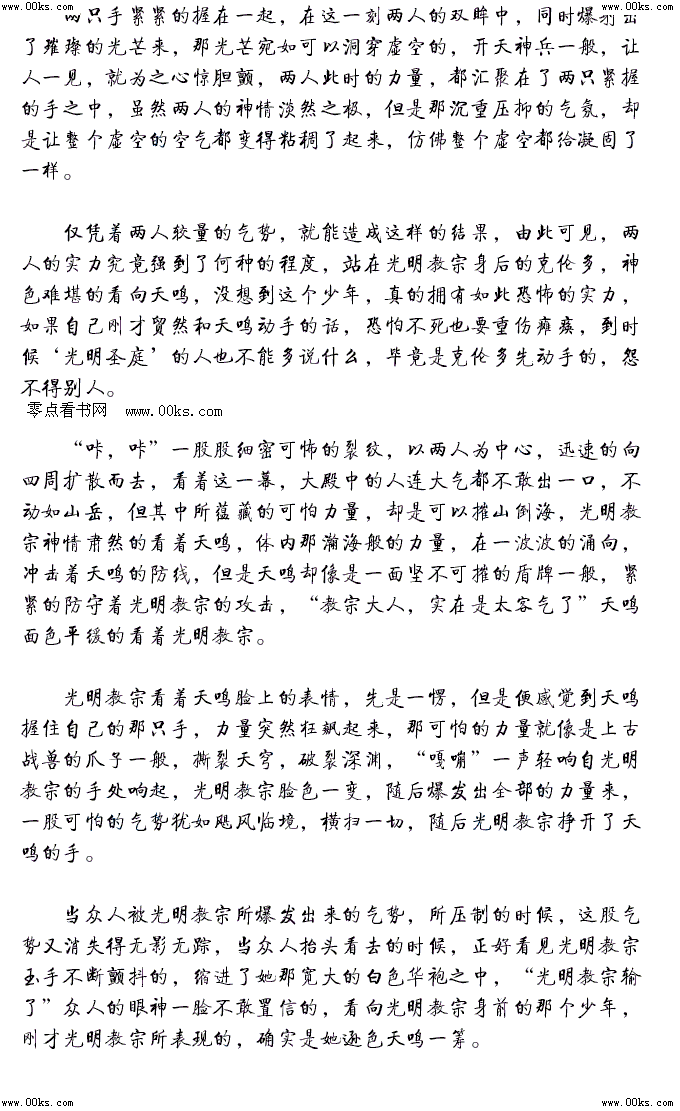 www.00ks.com www.00ks.com
两只手紧紧的握在一起，在这一刻两人的双眸中，同时爆射出
了璀璨的光芒来，那光芒宛如可以洞穿虚空的，开天神兵一般，让
人一见，就为之心惊胆颤，两人此时的力量，都汇聚在了两只紧握
的手之中，虽然两人的神情淡然之极，但是那沉重压抑的气氛，却
是让整个虚空的空气都变得粘稠了起来，仿佛整个虚空都给凝固了
一样。
仅凭着两人较量的气势，就能造成这样的结果，由此可见，两
人的实力究竟强到了何种的程度，站在光明教宗身后的克伦多，神
色难堪的看向天鸣，没想到这个少年，真的拥有如此恐怖的实力，
如果自己刚才贸然和天鸣动手的话，恐怕不死也要重伤瘫痪，到时
候‘光明圣庭’的人也不能多说什么，毕竟是克伦多先动手的，怨
不得别人。
零点看书网 www.00ks.com
“咔，咔”一股股细密可怖的裂纹，以两人为中心，迅速的向
四周扩散而去，看着这一幕，大殿中的人连大气都不敢出一口，不
动如山岳，但其中所蕴藏的可怕力量，却是可以摧山倒海，光明教
宗神情肃然的看着天鸣，体内那瀚海般的力量，在一波波的涌向，
冲击着天鸣的防线，但是天鸣却像是一面坚不可摧的盾牌一般，紧
紧的防守着光明教宗的攻击，“教宗大人，实在是太客气了”天鸣
面色平缓的看着光明教宗。
光明教宗看着天鸣脸上的表情，先是一愣，但是便感觉到天鸣
握住自己的那只手，力量突然狂飙起来，那可怕的力量就像是上古
战兽的爪子一般，撕裂天穹，破裂深渊，“嘎嘣”一声轻响自光明
教宗的手处响起，光明教宗脸色一变，随后爆发出全部的力量来，
一股可怕的气势犹如飓风临境，横扫一切，随后光明教宗挣开了天
鸣的手。
当众人被光明教宗所爆发出来的气势，所压制的时候，这股气
势又消失得无影无踪，当众人抬头看去的时候，正好看见光明教宗
玉手不断颤抖的，缩进了她那宽大的白色华袍之中，“光明教宗输
了”众人的眼神一脸不敢置信的，看向光明教宗身前的那个少年，
刚才光明教宗所表现的，确实是她逊色天鸣一筹。
www.00ks.com www.00ks.com